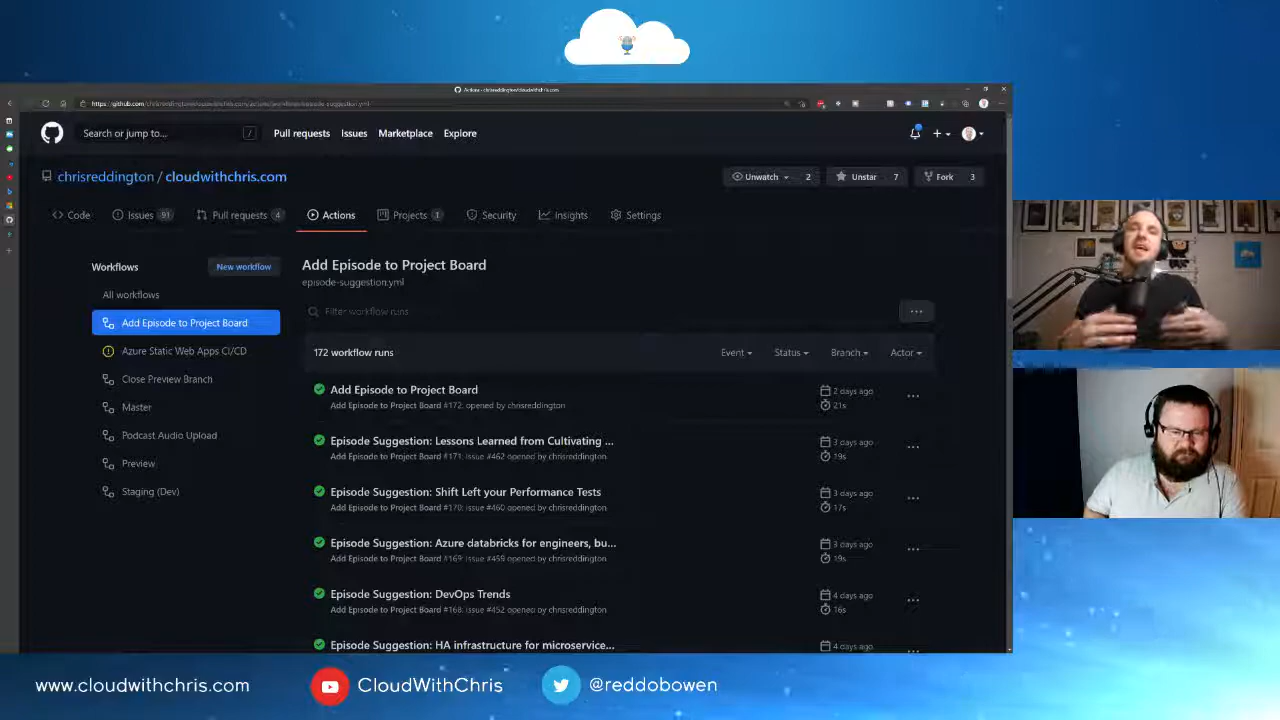 Actions - chrisreddington/cloudwithchris.com
Search or jump to... /
Pull requests Issues Marketplace Explore
chrisreddington / cloudwithchris.com
Unwatch 2 Unstar 7 Fork 3
Code Issues 91 Pull requests 4 Actions Projects 1 Security Insights Settings
Workflows
New workflow
All workflows
Add Episode to Project Board
Azure Static Web Apps CI/CD
Close Preview Branch
Master
Podcast Audio Upload
Preview
Staging (Dev)
Add Episode to Project Board
episode-suggestion.yml
Filter workflow runs
172 workflow runs
Event Status Branch Actor
Add Episode to Project Board
Add Episode to Project Board #172: opened by chrisreddington
2 days ago
21s
Episode Suggestion: Lessons Learned from Cultivating ...
Add Episode to Project Board #171: Issue #462 opened by chrisreddington
3 days ago
19s
Episode Suggestion: Shift Left your Performance Tests
Add Episode to Project Board #170: Issue #460 opened by chrisreddington
3 days ago
17s
Episode Suggestion: Azure databricks for engineers, bu...
Add Episode to Project Board #169: Issue #459 opened by chrisreddington
3 days ago
19s
Episode Suggestion: DevOps Trends
Add Episode to Project Board #168: Issue #452 opened by chrisreddington
4 days ago
16s
Episode Suggestion: HA infrastructure for microservice...
4 days ago
www.cloudwithchris.com
CloudWithChris
@reddobowen